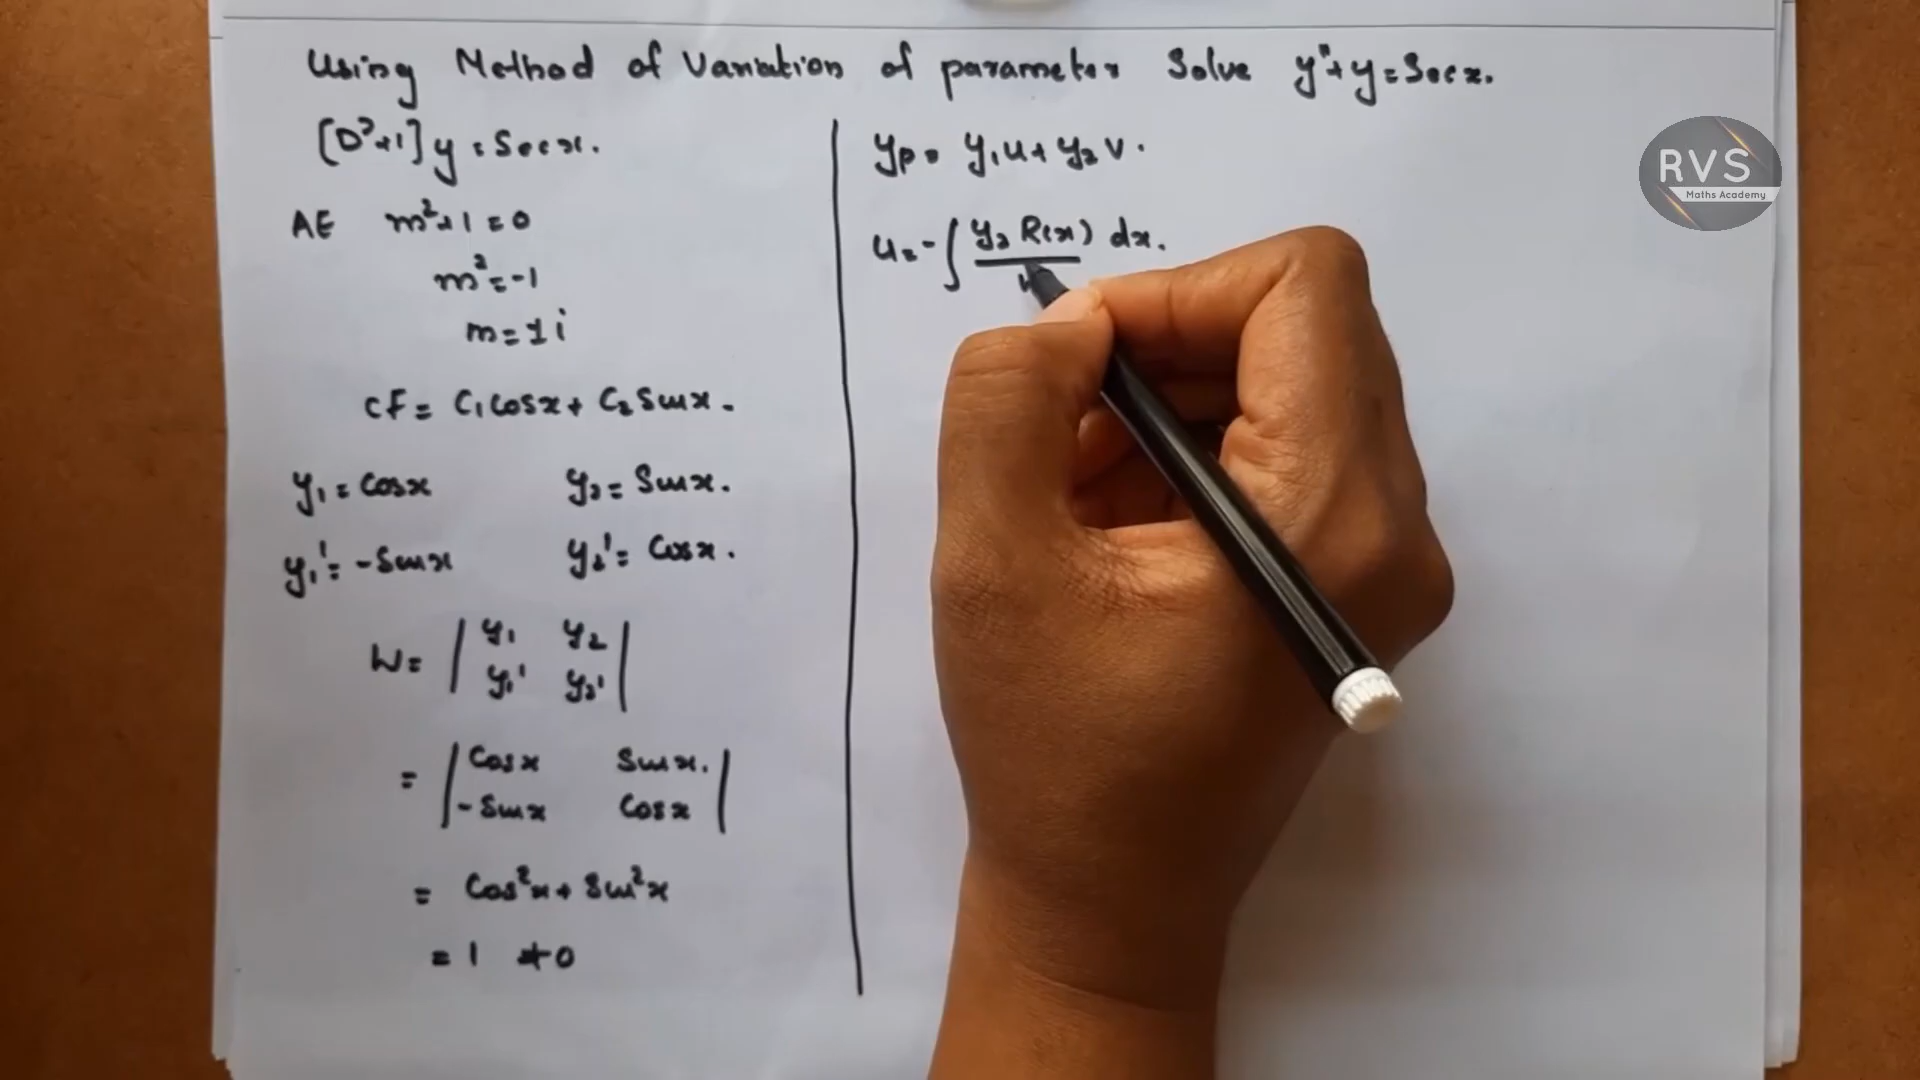 Using Method of Variation of parameter Solve y"+y=Secx.
[D²+1]y = Secx.
AE m²+1=0
m²=-1
m=±i
CF= C₁Cosx+ C₂Sinx.
y₁=Cosx y₂= Sinx.
y₁'= -Sinx y₂'= Cosx.
W= | y₁ y₂ |
| y₁' y₂' |
= | Cosx Sinx. |
| -Sinx Cosx |
= Cos²x+Sin²x
= 1 ≠0
yp= y₁u+y₂v.
u=-∫ y₂ R(x) dx.
RVS
Maths Academy